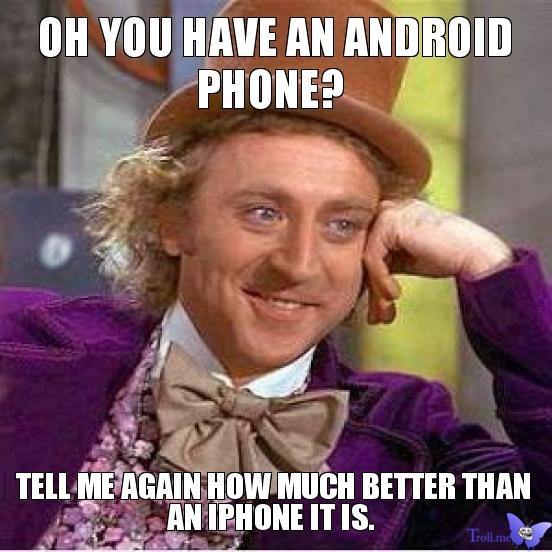 OH YOU HAVE AN ANDROID
PHONE?
TELL ME AGAIN HOW MUCH BETTER THAN
AN IPHONE IT IS.
Troll.me